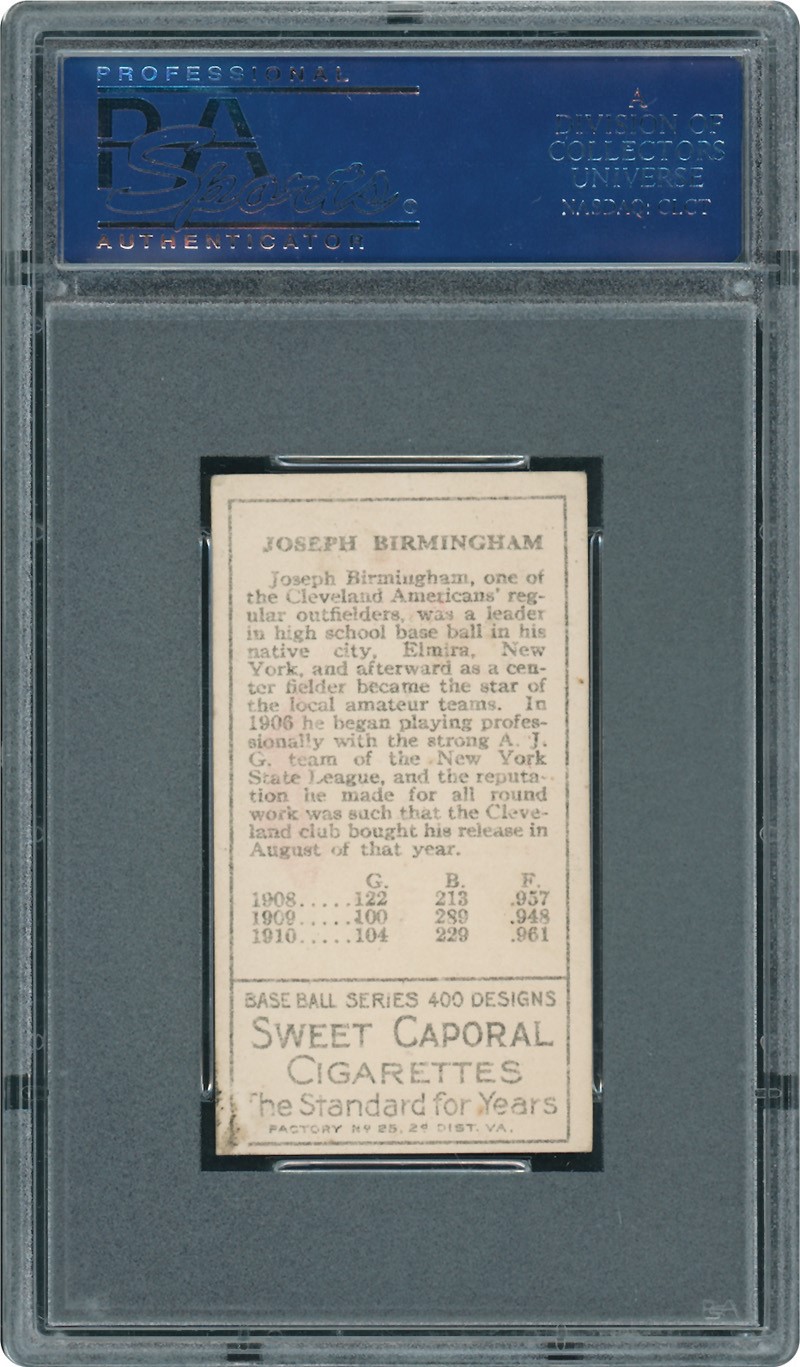 PROFESSIONAL
PSA
Sports
AUTHENTICATOR
A
DIVISION OF
COLLECTORS
UNIVERSE
NASDAQ: CLCT
JOSEPH BIRMINGHAM
Joseph Birmingham, one of
the Cleveland Americans' reg-
ular outfielders, was a leader
in high school base ball in his
native city, Elmira, New
York, and afterward as a cen-
ter fielder became the star of
the local amateur teams. In
1906 he began playing profes-
sionally with the strong A. J.
G. team of the New York
State League, and the reputa-
tion he made for all round
work was such that the Cleve-
land club bought his release in
August of that year.
G. B. F.
1908.....122 213 .957
1909.....100 289 .948
1910.....104 229 .961
BASE BALL SERIES 400 DESIGNS
SWEET CAPORAL
CIGARETTES
The Standard for Years
FACTORY Nº 25, 2d DIST. VA.
PSA